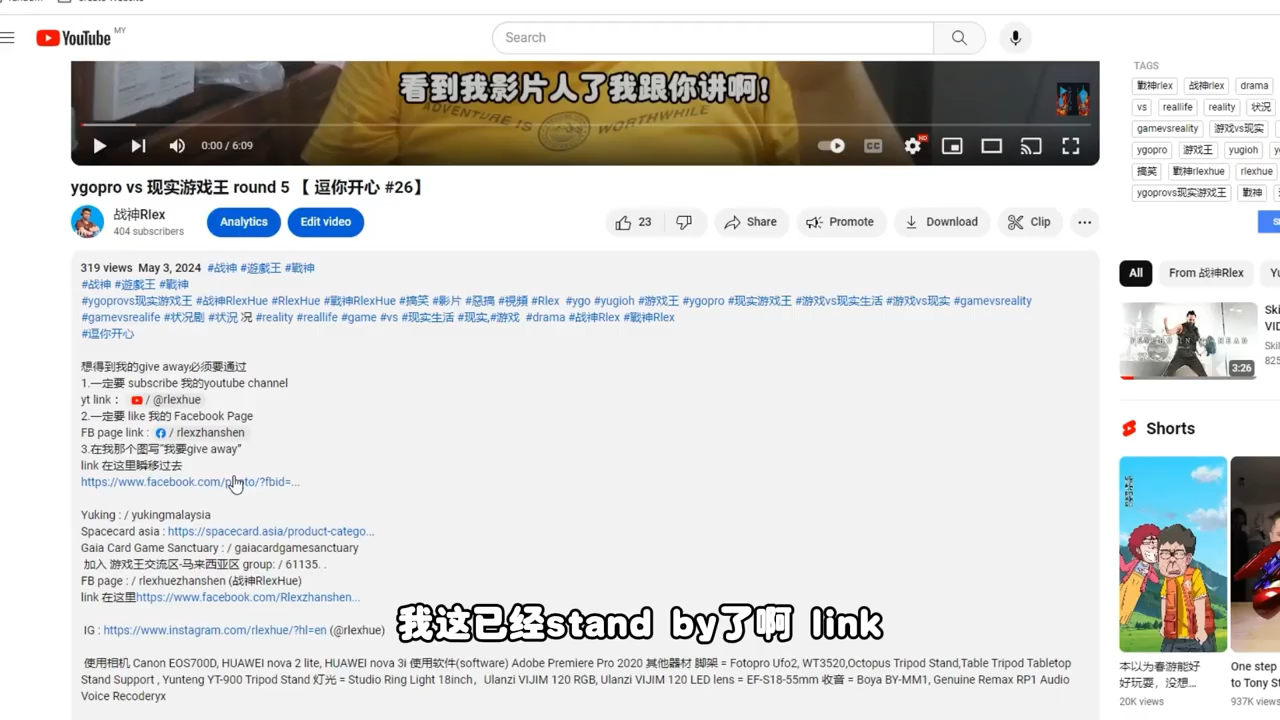 Create Website
YouTube MY
Search
看到我影片人了我跟你讲啊!
ADVENTURE IS WORTHWHILE
0:00 / 6:09
CC
HD
ygopro vs 现实游戏王 round 5 【 逗你开心 #26】
战神Rlex
404 subscribers
Analytics
Edit video
23
Share
Promote
Download
Clip
319 views May 3, 2024 #战神 #遊戲王 #戰神
#战神 #遊戲王 #戰神
#ygoprovs现实游戏王 #战神RlexHue #RlexHue #戰神RlexHue #搞笑 #影片 #惡搞 #視頻 #Rlex #ygo #yugioh #游戏王 #ygopro #现实游戏王 #游戏vs现实生活 #游戏vs现实 #gamevsreality
#gamevsrealife #状况剧 #状況 况 #reality #reallife #game #vs #现实生活 #现实,#游戏 #drama #战神Rlex #戰神Rlex
#逗你开心
想得到我的give away必须要通过
1.一定要 subscribe 我的youtube channel
yt link： / @rlexhue
2.一定要 like 我的 Facebook Page
FB page link : / rlexzhanshen
3.在我那个图写“我要give away”
link 在这里瞬移过去
https://www.facebook.com/photo/?fbid=...
Yuking : / yukingmalaysia
Spacecard asia : https://spacecard.asia/product-catego...
Gaia Card Game Sanctuary : / gaiacardgamesanctuary
加入 游戏王交流区-马来西亚区 group: / 61135. .
FB page : / rlexhuezhanshen (战神RlexHue)
link 在这里https://www.facebook.com/Rlexzhanshen...
IG : https://www.instagram.com/rlexhue/?hl=en (@rlexhue)
我这已经stand by了啊 link
使用相机 Canon EOS700D, HUAWEI nova 2 lite, HUAWEI nova 3i 使用软件(software) Adobe Premiere Pro 2020 其他器材 脚架 = Fotopro Ufo2, WT3520,Octopus Tripod Stand,Table Tripod Tabletop
Stand Support , Yunteng YT-900 Tripod Stand 灯光 = Studio Ring Light 18inch，Ulanzi VIJIM 120 RGB, Ulanzi VIJIM 120 LED lens = EF-S18-55mm 收音 = Boya BY-MM1, Genuine Remax RP1 Audio
Voice Recoderyx
TAGS
戰神rlex 战神rlex drama
vs reallife reality 状況
gamevsreality 游戏vs现实
ygopro 游戏王 yugioh
搞笑 戰神rlexhue rlexhue
ygoprovs现实游戏王 戰神
All
From 战神Rlex
3:26
Shorts
本以为春游能好
好玩耍，没想...
20K views
One step
to Tony St
937K views